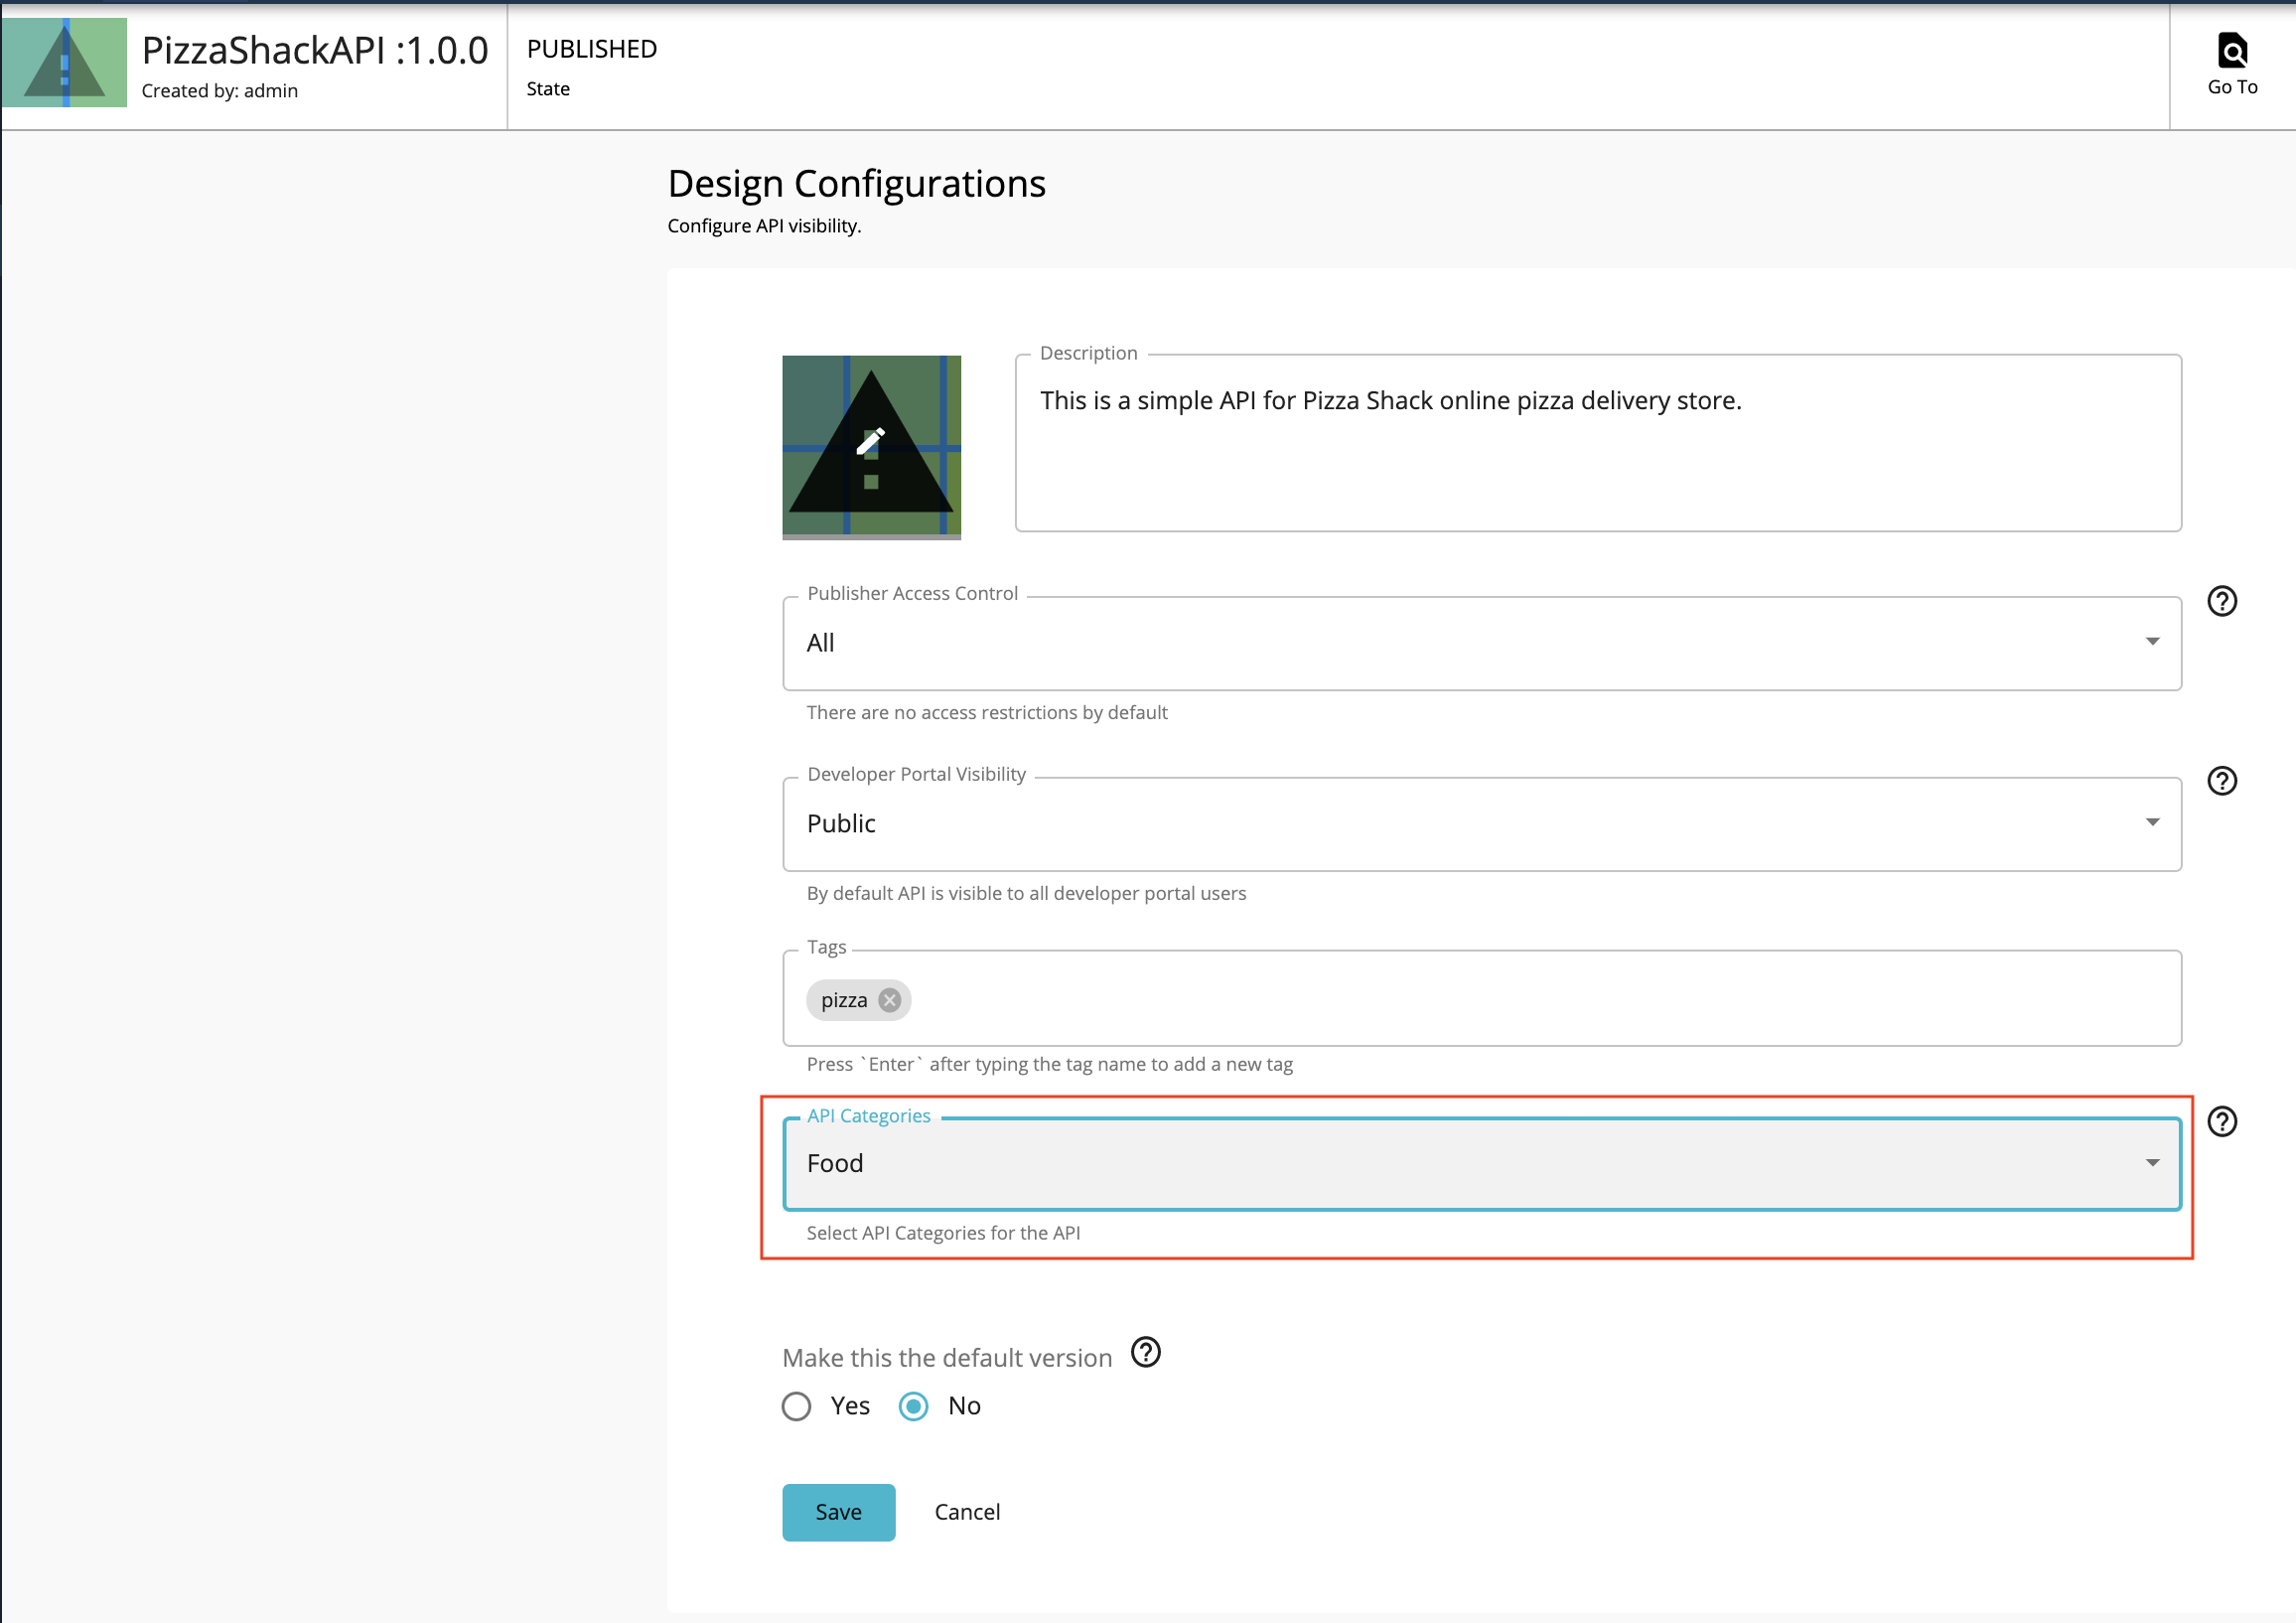 PizzaShackAPI :1.0.0
Created by: admin
PUBLISHED
State
Go To
Design Configurations
Configure API visibility.
Description
This is a simple API for Pizza Shack online pizza delivery store.
Publisher Access Control
All
There are no access restrictions by default
Developer Portal Visibility
Public
By default API is visible to all developer portal users
Tags
pizza
Press `Enter` after typing the tag name to add a new tag
API Categories
Food
Select API Categories for the API
Make this the default version
Yes No
Save Cancel